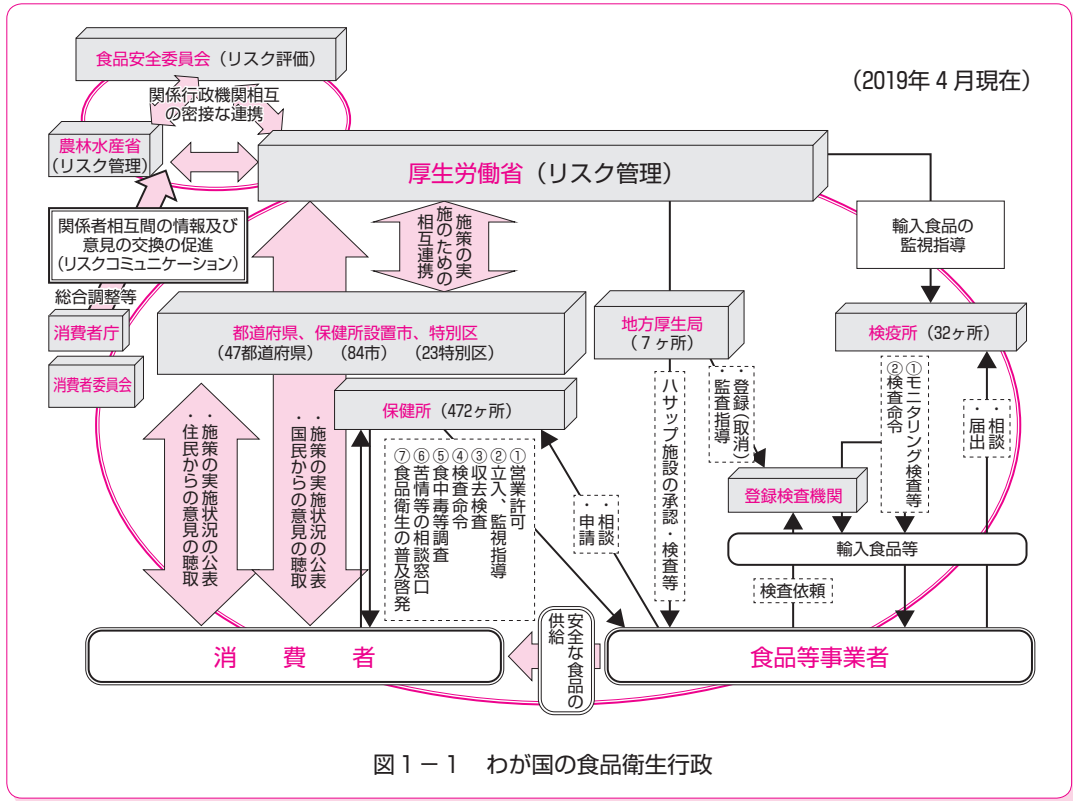 食品安全委員会（リスク評価）
（2019年４月現在）
関係行政機関相互
の密接な連携
農林水産省
（リスク管理）
厚生労働省（リスク管理）
関係者相互間の情報及び
意見の交換の促進
（リスクコミュニケーション）
施策の実
施のための
相互連携
輸入食品の
監視指導
総合調整等
消費者庁
消費者委員会
都道府県、保健所設置市、特別区
（47都道府県）　（84市）　（23特別区）
地方厚生局
（７ヶ所）
検疫所（32ヶ所）
保健所（472ヶ所）
・施策の実施状況の公表
・住民からの意見の聴取
・施策の実施状況の公表
・国民からの意見の聴取
①営業許可
②立入、監視指導
③収去検査
④検査命令
⑤食中毒等調査
⑥苦情等の相談窓口
⑦食品衛生の普及啓発
・相談
・申請
ハサップ施設の承認・検査等
・登録（取消）
・監査指導
①モニタリング検査等
②検査命令
・相談
・届出
登録検査機関
輸入食品等
検査依頼
安全な食品の
供給
消費者
食品等事業者
図１－１　わが国の食品衛生行政